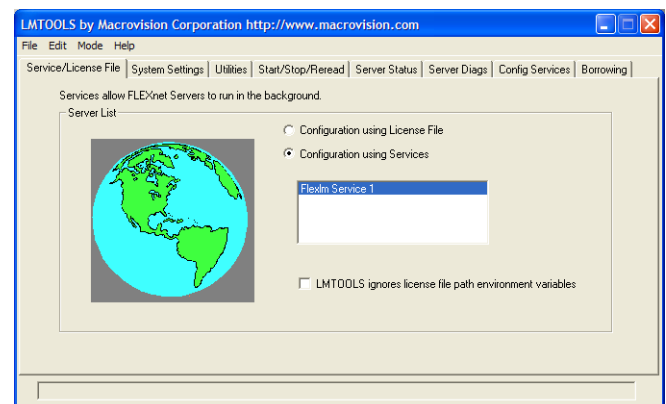 LMTOOLS by Macrovision Corporation http://www.macrovision.com
File Edit Mode Help
Service/License File System Settings Utilities Start/Stop/Reread Server Status Server Diags Config Services Borrowing
Services allow FLEXnet Servers to run in the background.
Server List
Configuration using License File
Configuration using Services
Flexlm Service 1
LMTOOLS ignores license file path environment variables